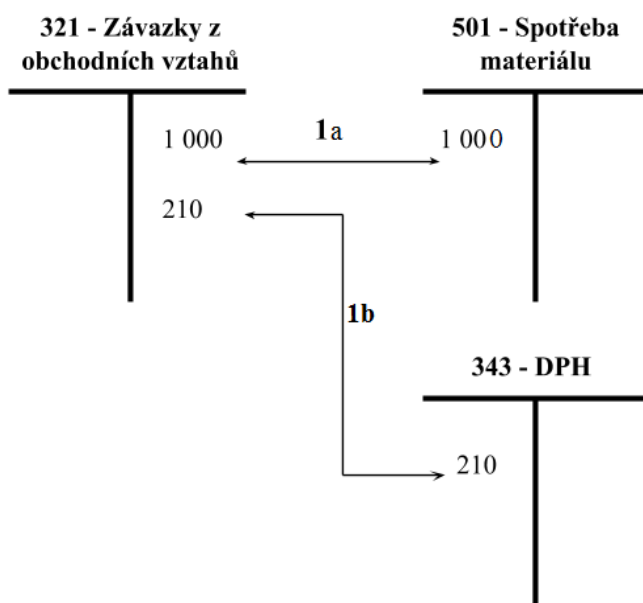 321 - Závazky z
obchodních vztahů
501 - Spotřeba
materiálu
1 000
1a
1 000
210
1b
343 - DPH
210